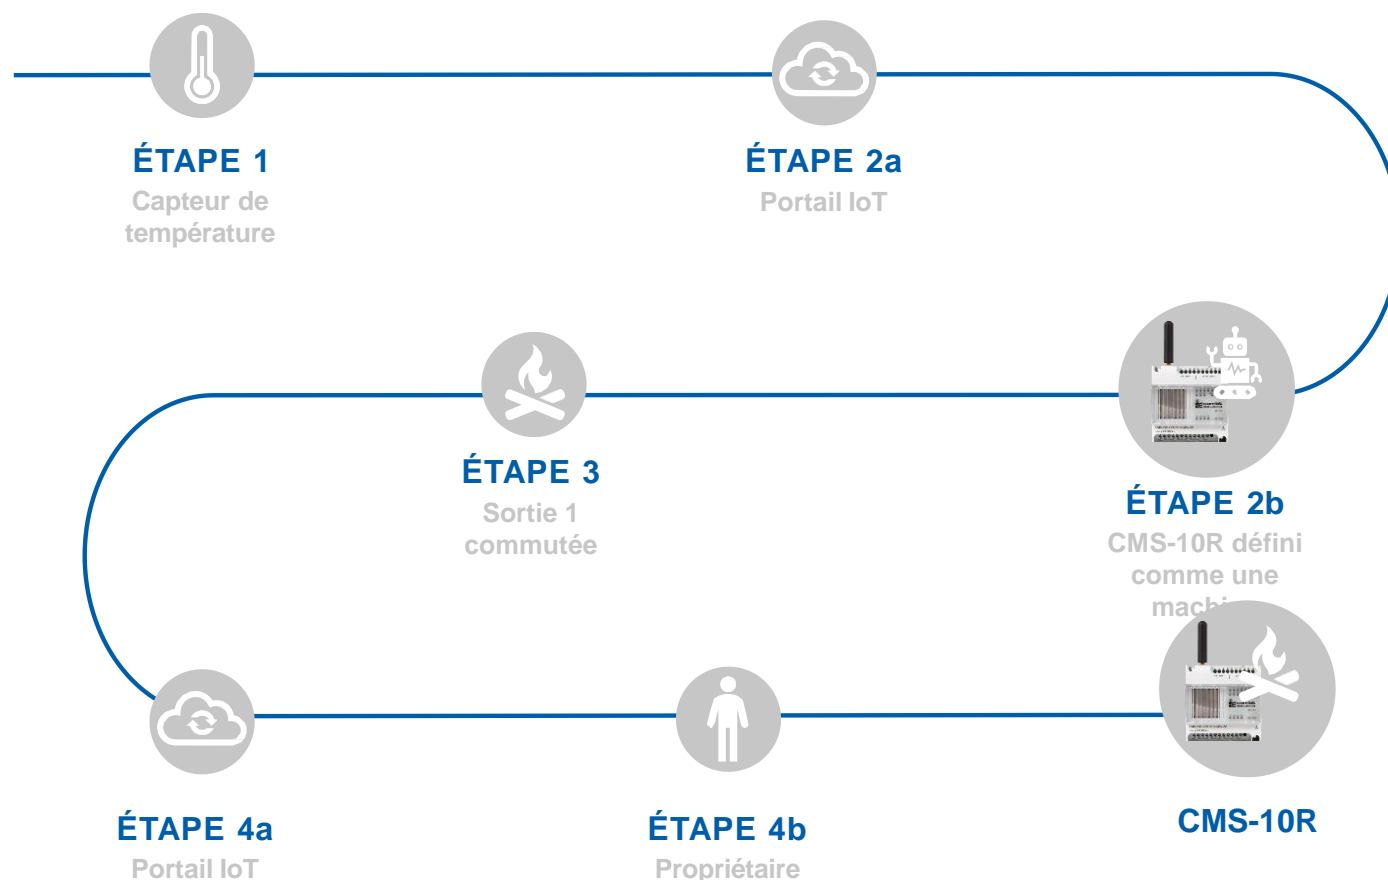 ÉTAPE 1
Capteur de
température
ÉTAPE 2a
Portail IoT
ÉTAPE 3
Sortie 1
commutée
ÉTAPE 2b
CMS-10R défini
comme une
ÉTAPE 4a
Portail IoT
ÉTAPE 4b
Propriétaire
CMS-10R